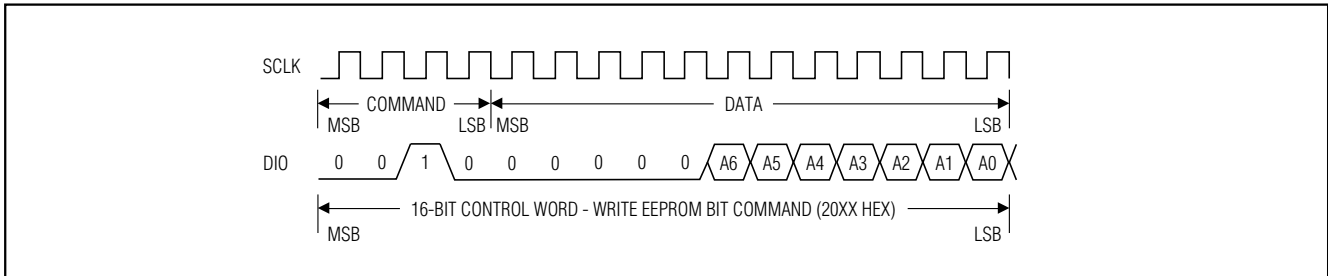 SCLK
COMMAND DATA
MSB LSB MSB LSB
DIO 0 0 1 0 0 0 0 0 0 A6 A5 A4 A3 A2 A1 A0
16-BIT CONTROL WORD - WRITE EEPROM BIT COMMAND (20XX HEX)
MSB LSB